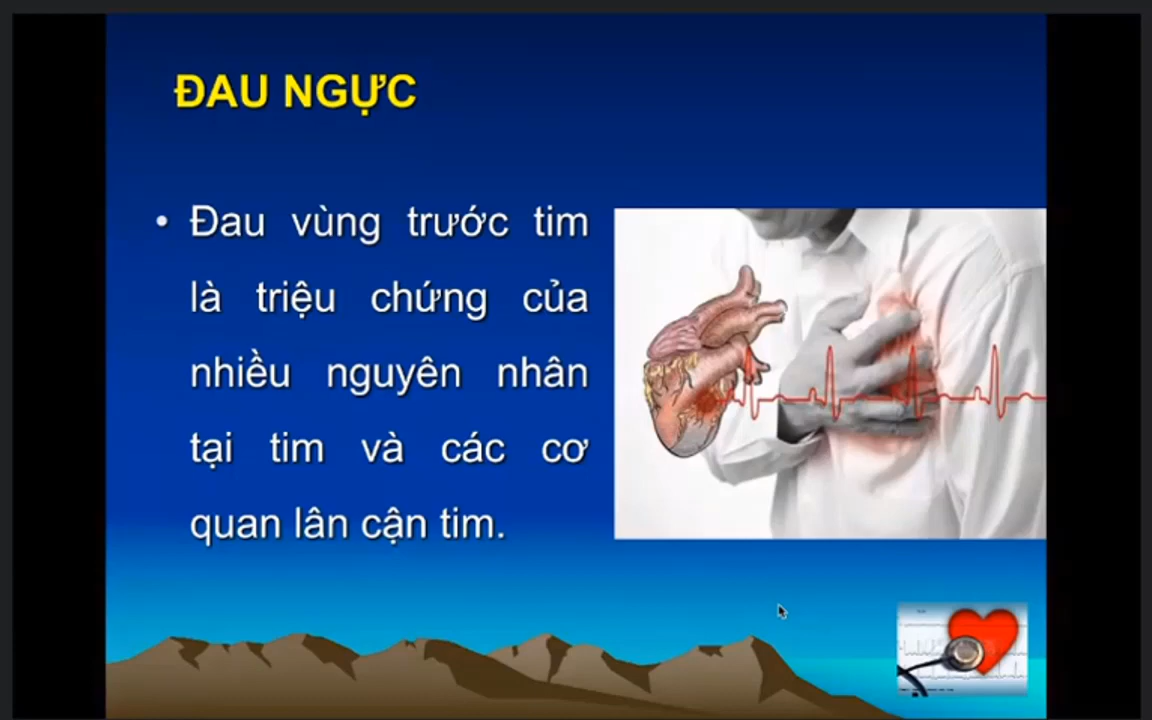 ĐAU NGỰC
• Đau vùng trước tim
là triệu chứng của
nhiều nguyên nhân
tại tim và các cơ
quan lân cận tim.